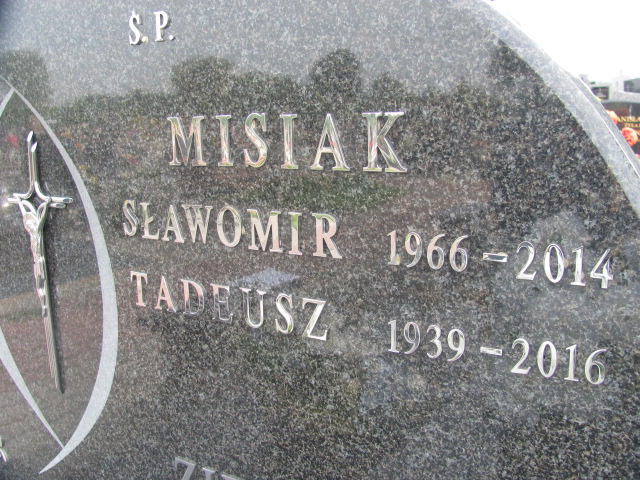 Ś.P.
MISIAK
SŁAWOMIR 1966 - 2014
TADEUSZ 1939 - 2016